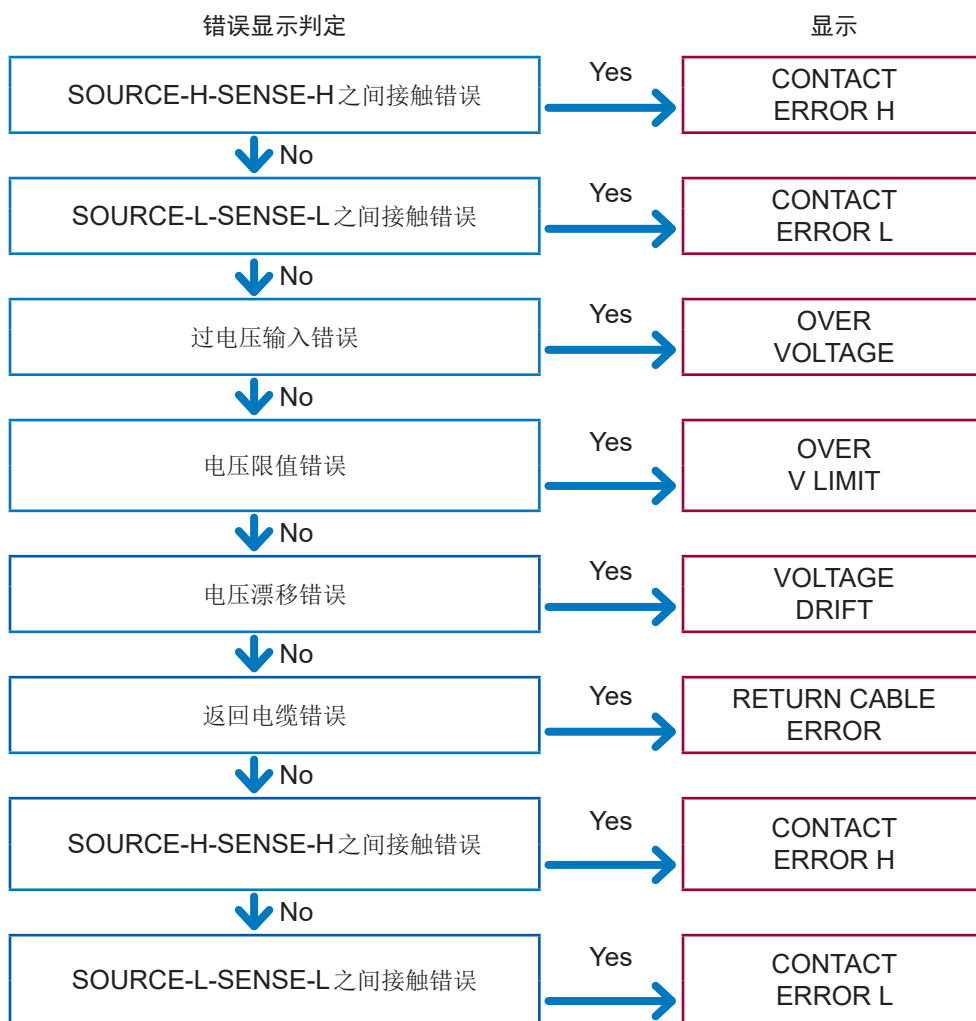 错误显示判定
显示
SOURCE-H-SENSE-H之间接触错误
Yes
CONTACT
ERROR H
No
SOURCE-L-SENSE-L之间接触错误
Yes
CONTACT
ERROR L
No
过电压输入错误
Yes
OVER
VOLTAGE
No
电压限值错误
Yes
OVER
V LIMIT
No
电压漂移错误
Yes
VOLTAGE
DRIFT
No
返回电缆错误
Yes
RETURN CABLE
ERROR
No
SOURCE-H-SENSE-H之间接触错误
Yes
CONTACT
ERROR H
No
SOURCE-L-SENSE-L之间接触错误
Yes
CONTACT
ERROR L